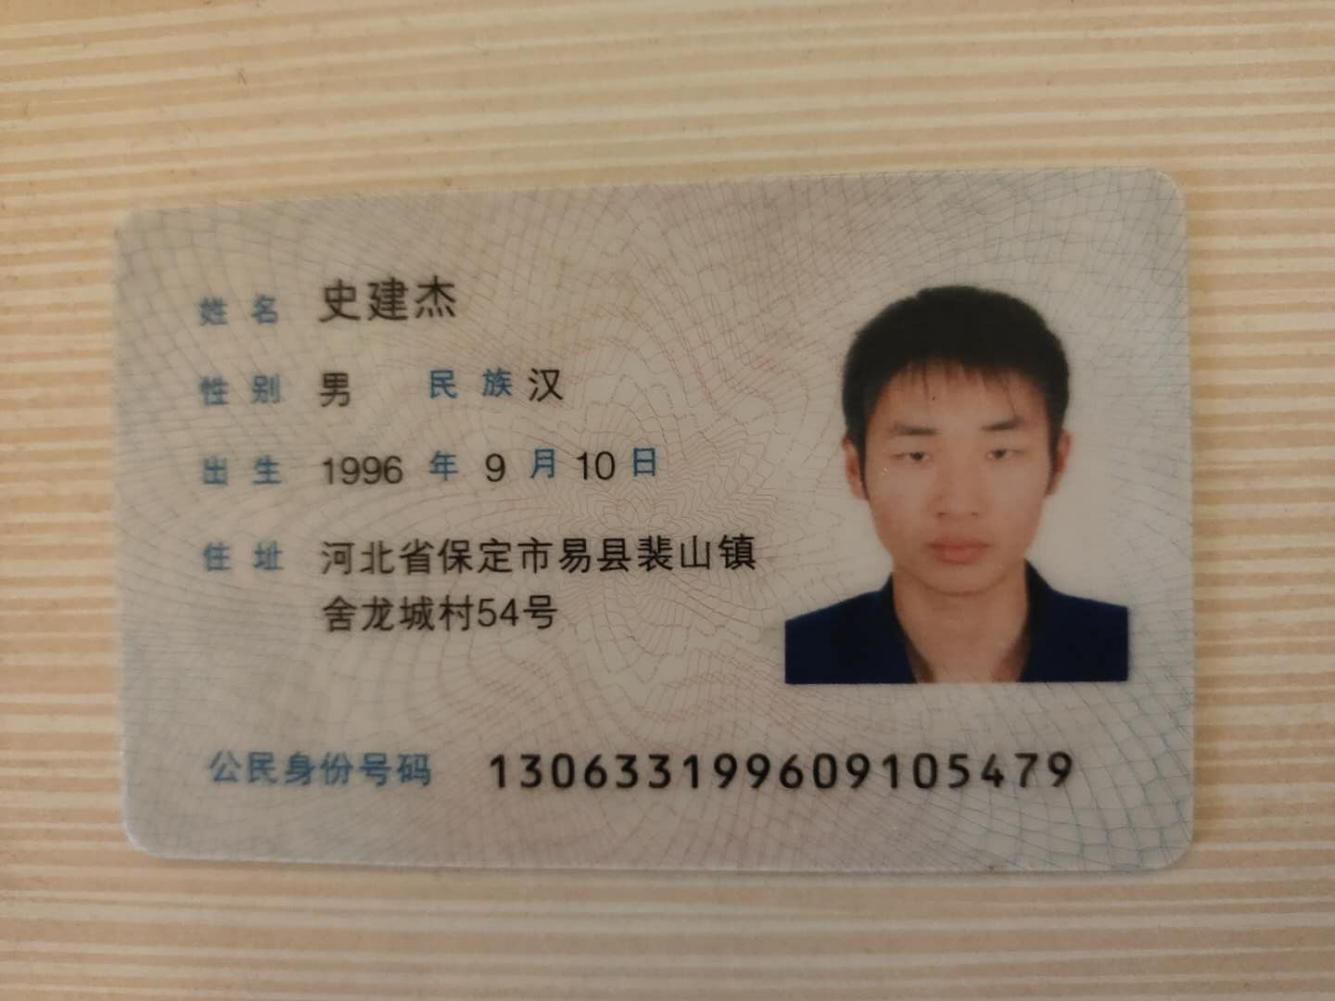 姓名 史建杰
性别 男 民族 汉
出生 1996 年 9 月 10 日
住址 河北省保定市易县裴山镇
舍龙城村54号
公民身份号码 130633199609105479